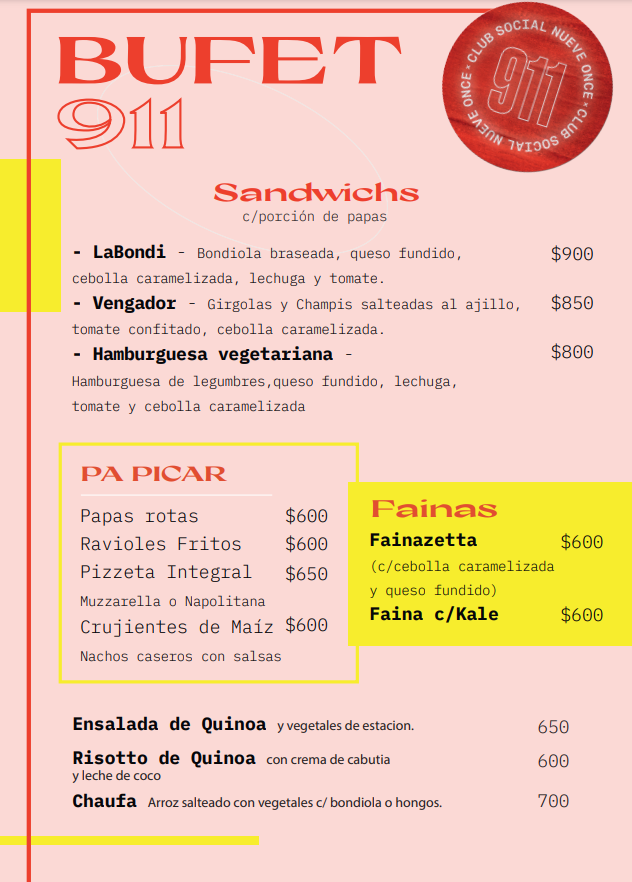 BUFET
911
CLUB SOCIAL NUEVE ONCE * CLUB SOCIAL NUEVE ONCE *
911
Sandwichs
c/porción de papas
- LaBondi - Bondiola braseada, queso fundido, $900
cebolla caramelizada, lechuga y tomate.
- Vengador - Girgolas y Champis salteadas al ajillo, $850
tomate confitado, cebolla caramelizada.
- Hamburguesa vegetariana - $800
Hamburguesa de legumbres,queso fundido, lechuga,
tomate y cebolla caramelizada
PA PICAR
Papas rotas $600
Ravioles Fritos $600
Pizzeta Integral $650
Muzzarella o Napolitana
Crujientes de Maíz $600
Nachos caseros con salsas
Fainas
Fainazetta $600
(c/cebolla caramelizada
y queso fundido)
Faina c/Kale $600
Ensalada de Quinoa y vegetales de estacion. 650
Risotto de Quinoa con crema de cabutia 600
y leche de coco
Chaufa Arroz salteado con vegetales c/ bondiola o hongos. 700